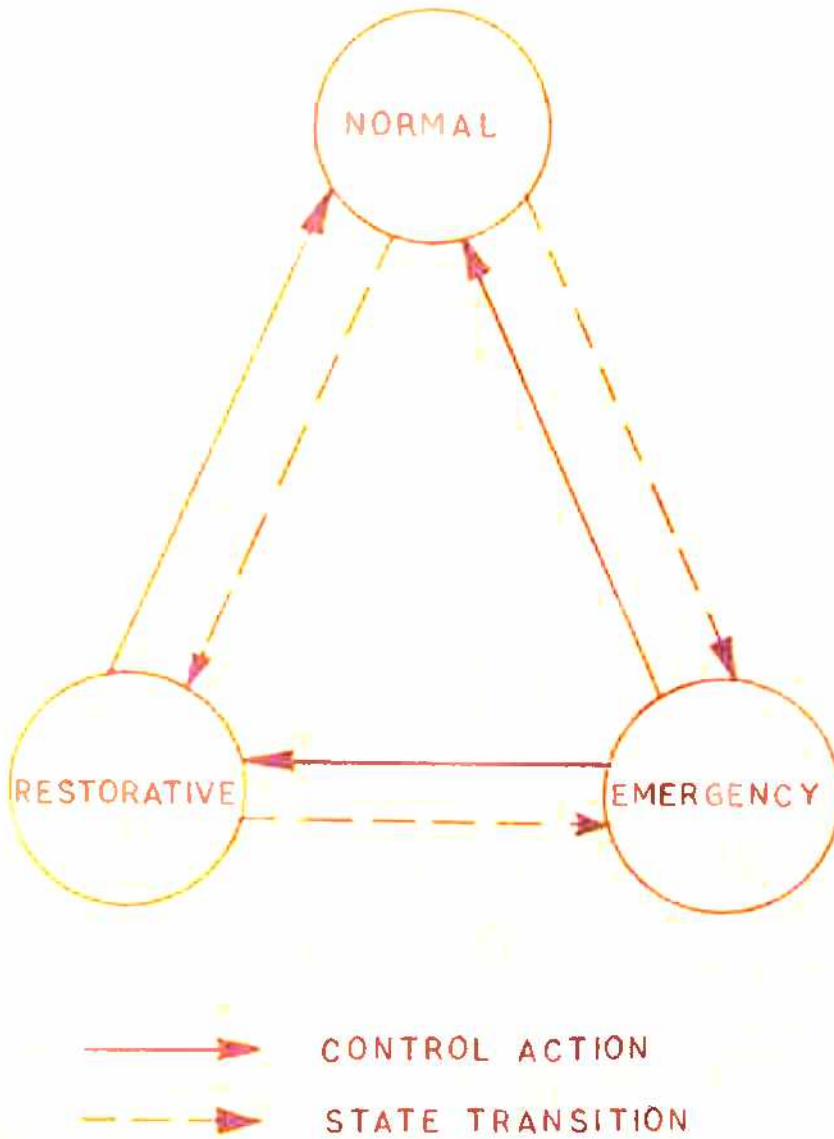 NORMAL
RESTORATIVE
EMERGENCY
CONTROL ACTION
STATE TRANSITION